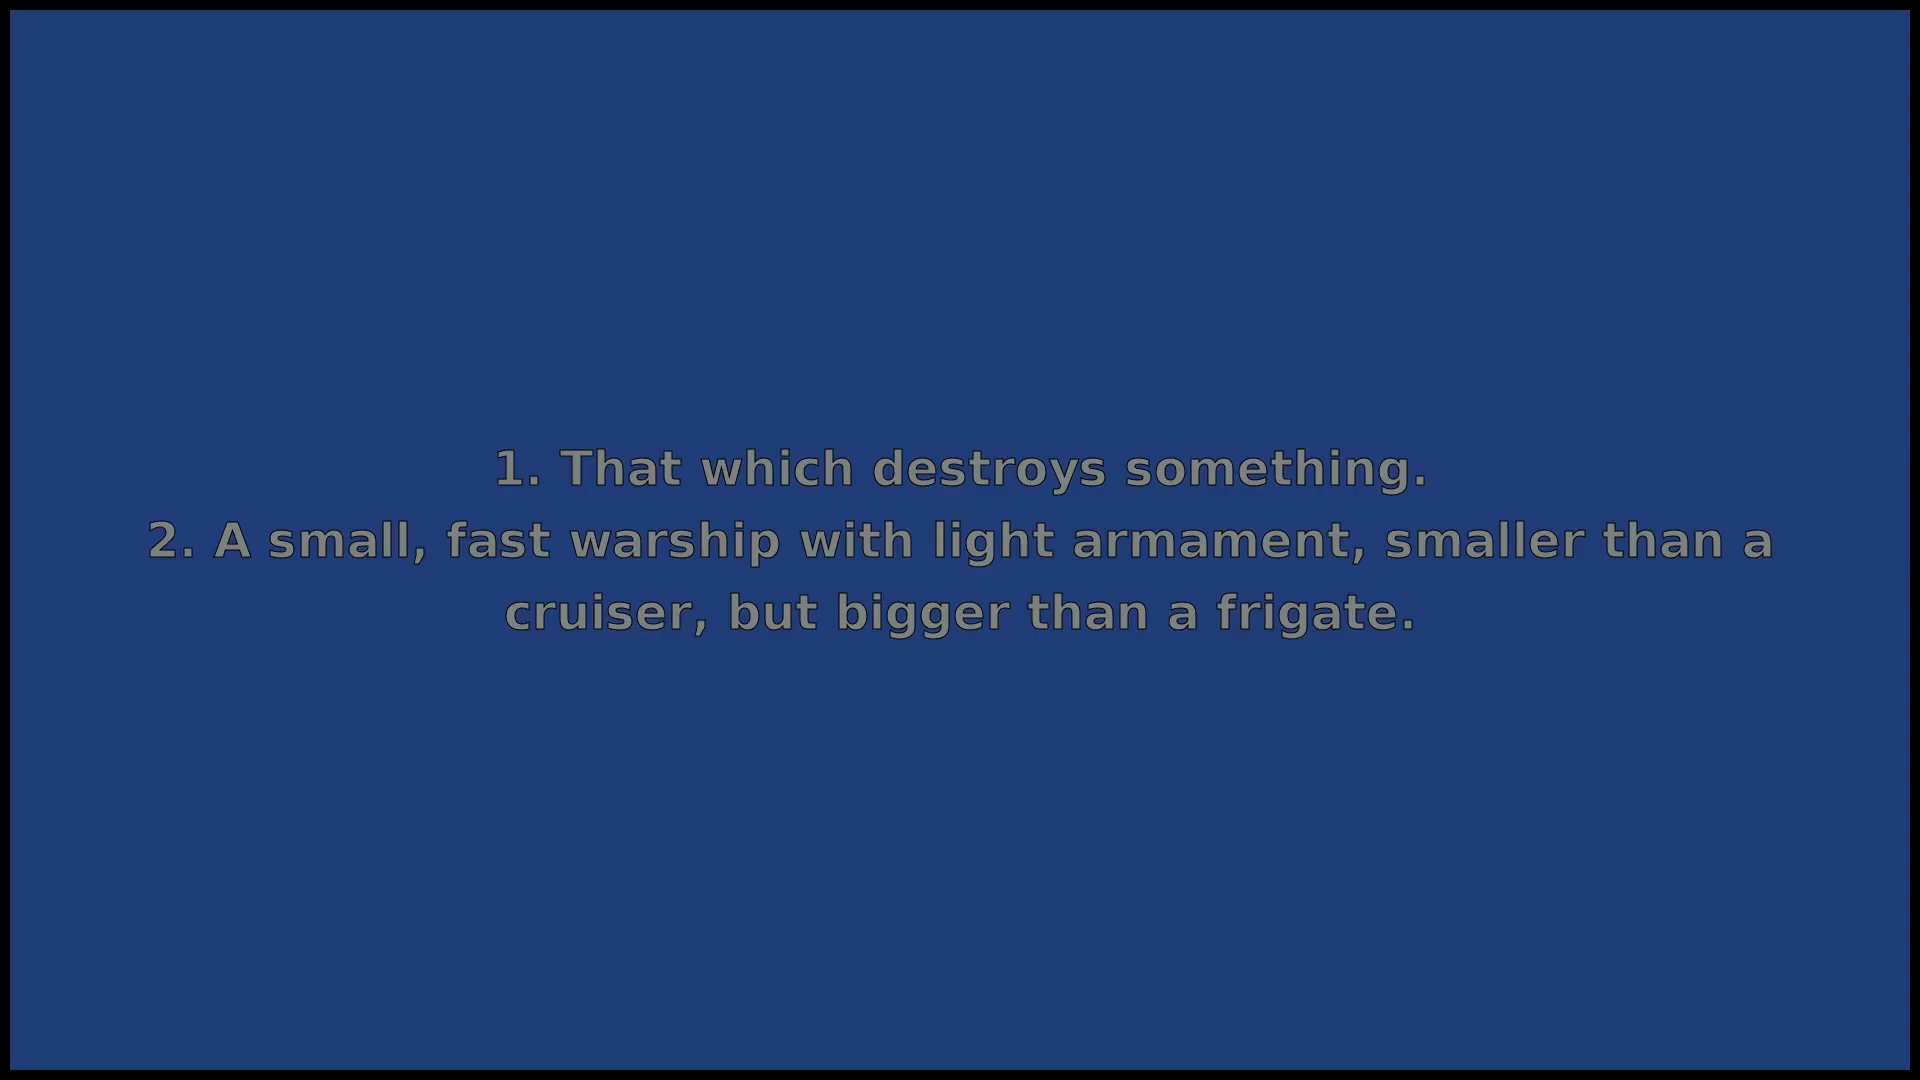 1. That which destroys something.
2. A small, fast warship with light armament, smaller than a
cruiser, but bigger than a frigate.